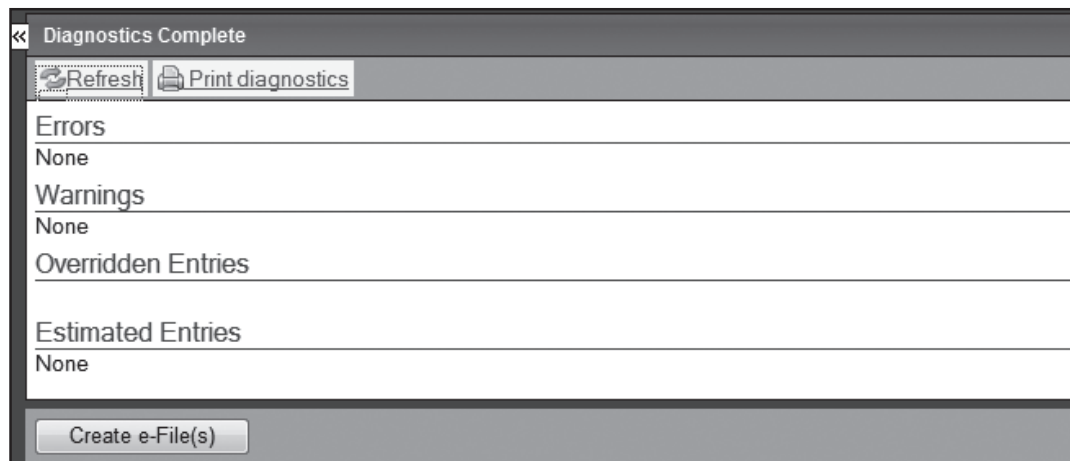 « Diagnostics Complete
Refresh Print diagnostics
Errors
None
Warnings
None
Overridden Entries
Estimated Entries
None
Create e-File(s)